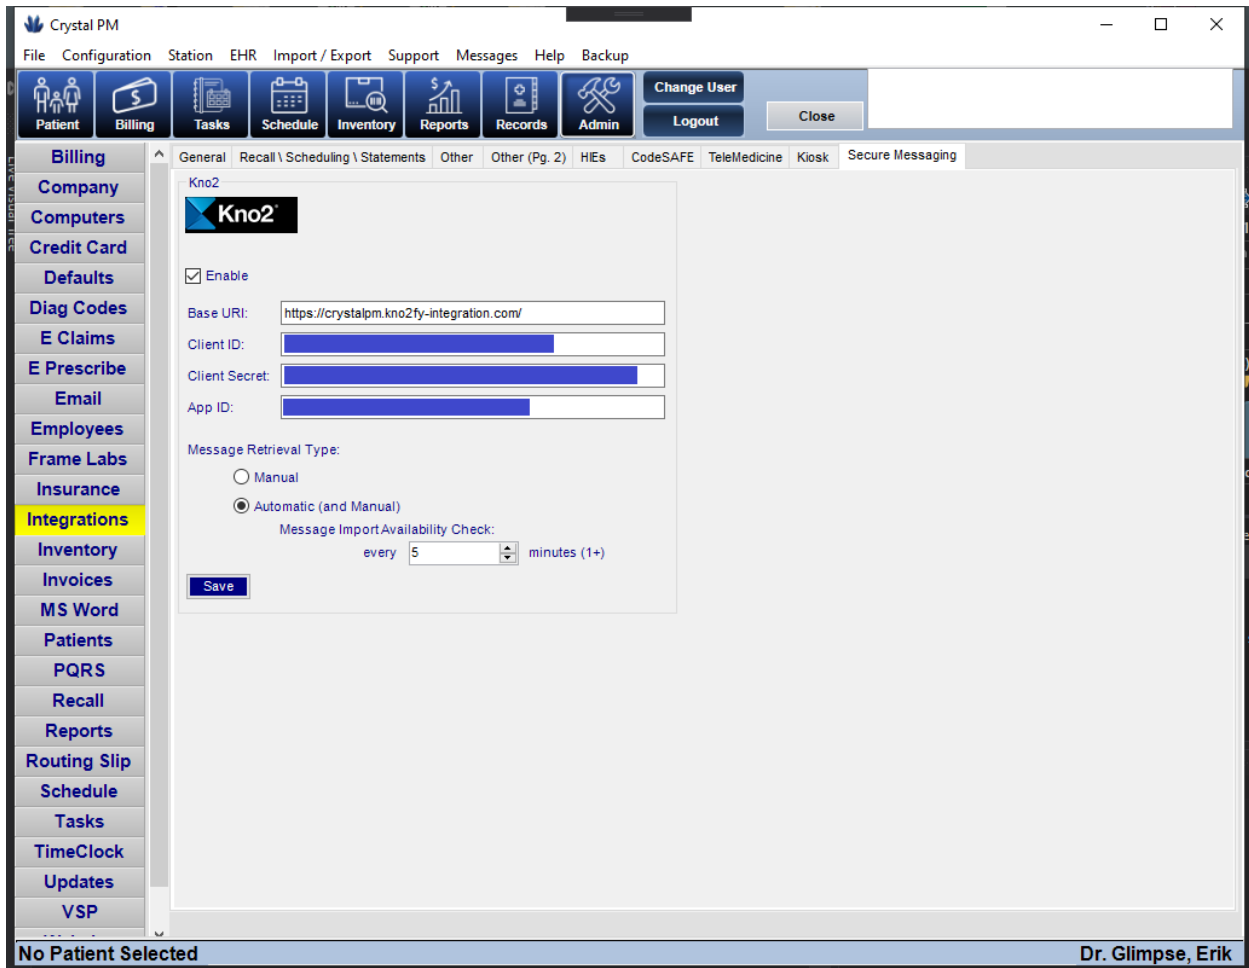 Crystal PM
File Configuration Station EHR Import / Export Support Messages Help Backup
Patient Billing Tasks Schedule Inventory Reports Records Admin
Change User
Logout
Close
Billing
Company
Computers
Credit Card
Defaults
Diag Codes
E Claims
E Prescribe
Email
Employees
Frame Labs
Insurance
Integrations
Inventory
Invoices
MS Word
Patients
PQRS
Recall
Reports
Routing Slip
Schedule
Tasks
TimeClock
Updates
VSP
General Recall \ Scheduling \ Statements Other Other (Pg. 2) HIEs CodeSAFE TeleMedicine Kiosk Secure Messaging
Kno2
Kno2
Enable
Base URI: https://crystalpm.kno2fy-integration.com/
Client ID:
Client Secret:
App ID:
Message Retrieval Type:
Manual
Automatic (and Manual)
Message Import Availability Check:
every 5 minutes (1+)
Save
No Patient Selected
Dr. Glimpse, Erik